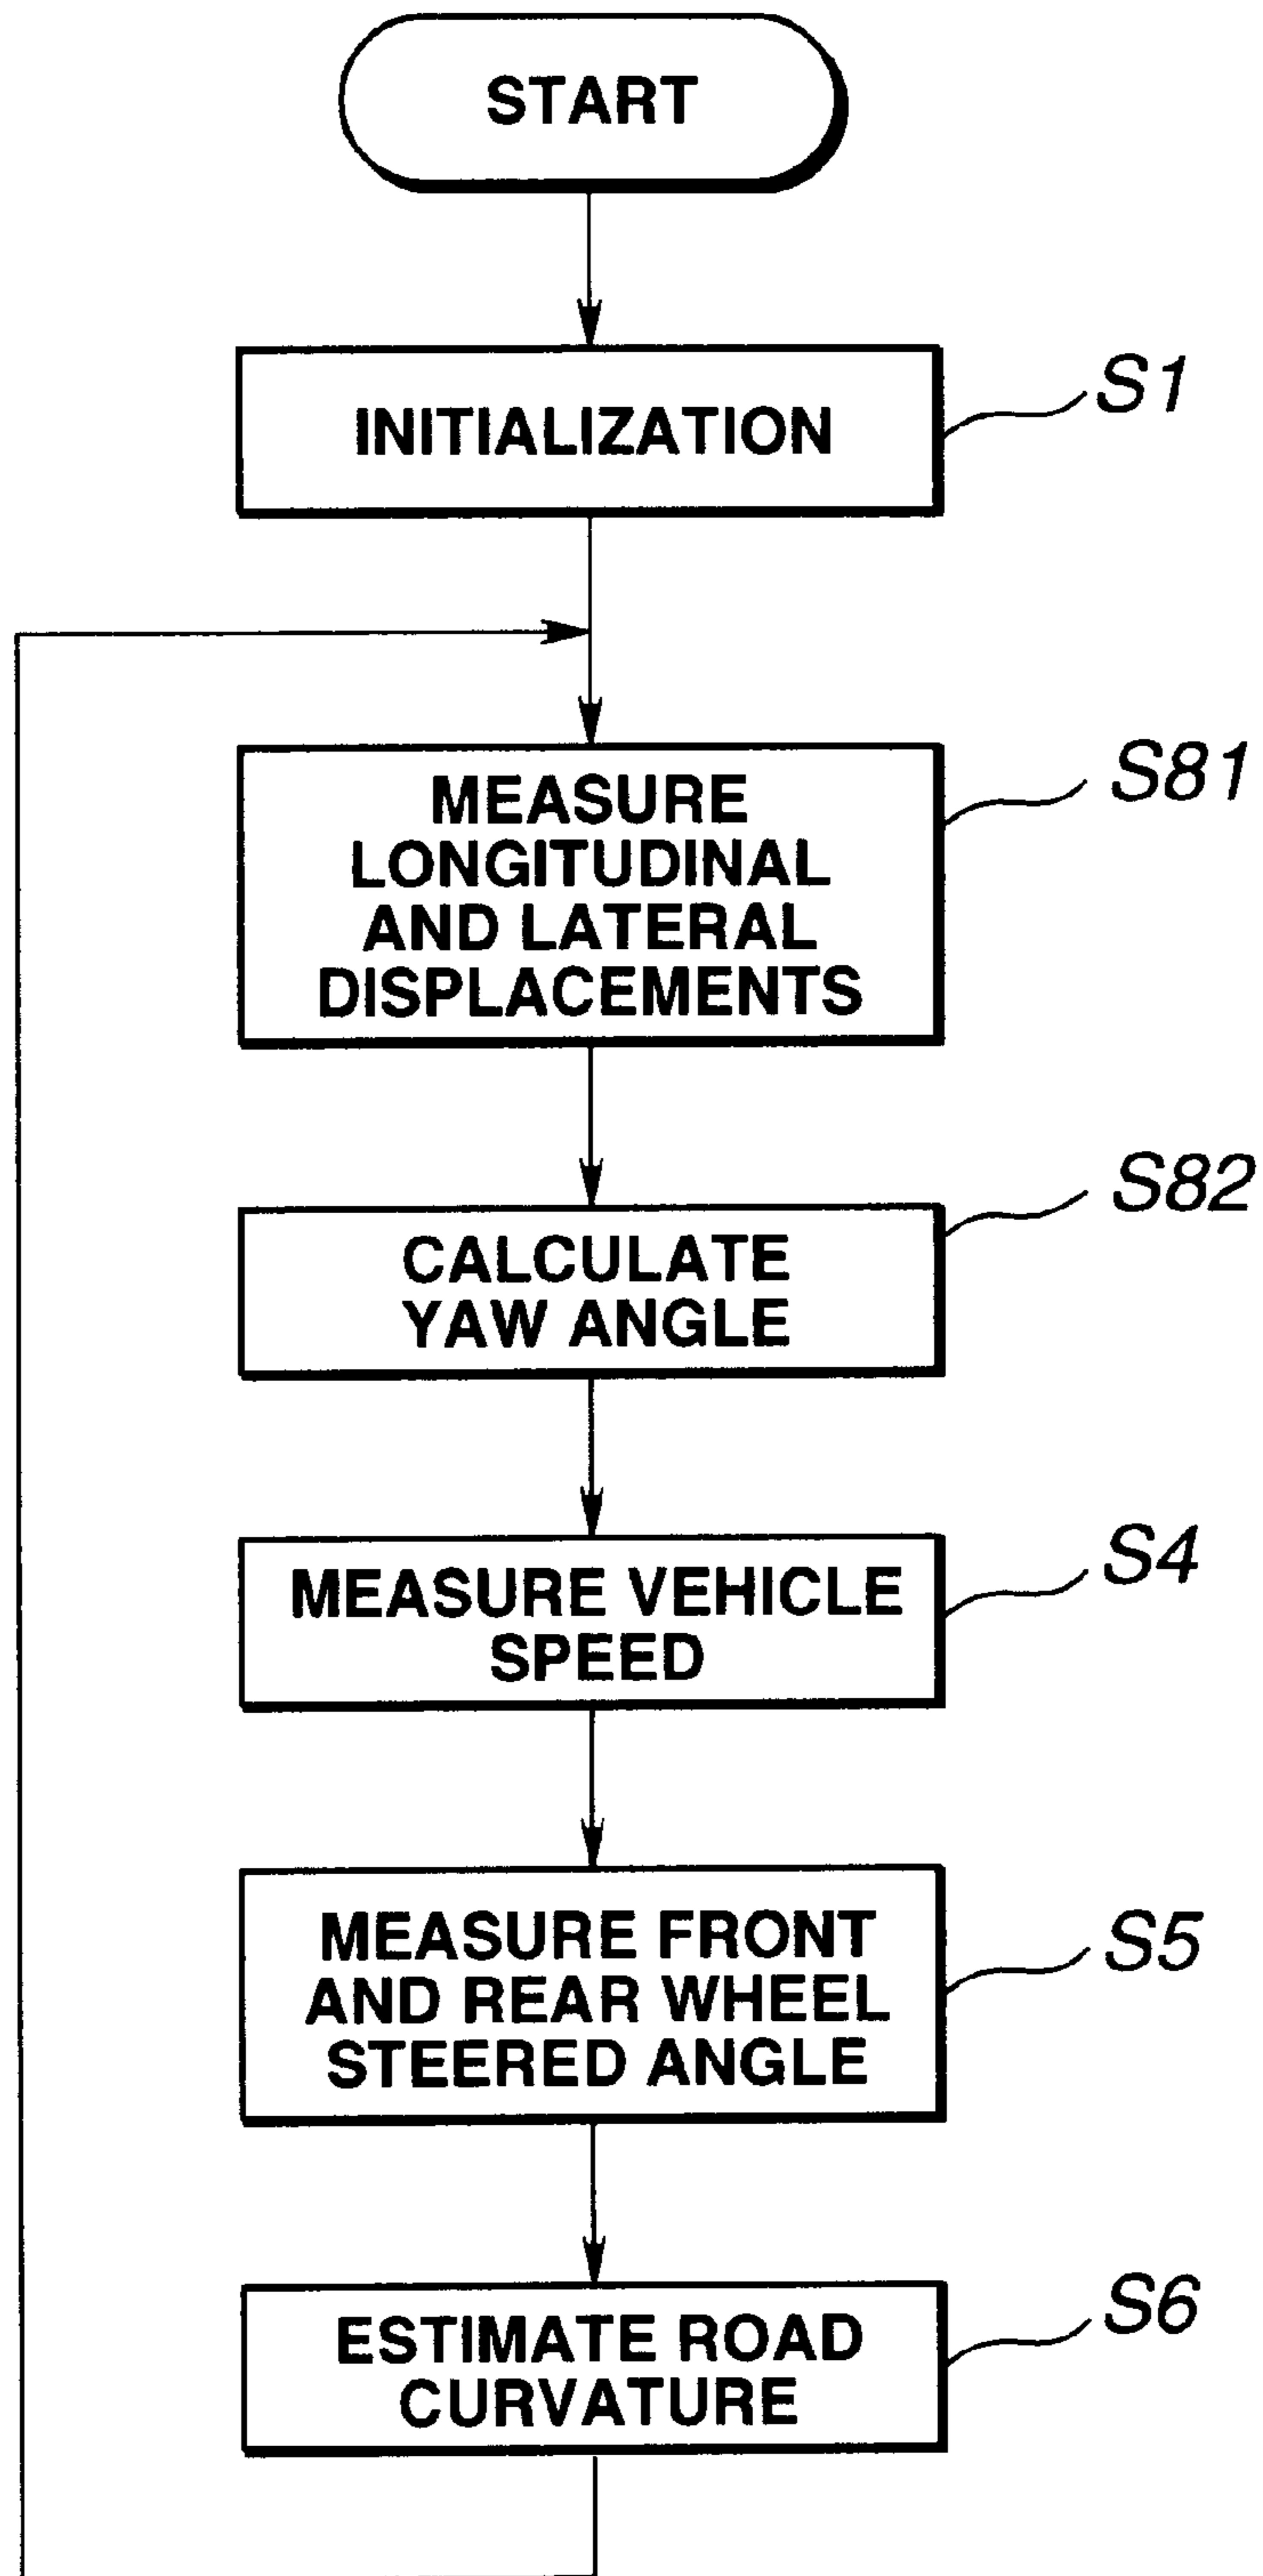 START
INITIALIZATION
S1
MEASURE
LONGITUDINAL
AND LATERAL
DISPLACEMENTS
S81
CALCULATE
YAW ANGLE
S82
MEASURE VEHICLE
SPEED
S4
MEASURE FRONT
AND REAR WHEEL
STEERED ANGLE
S5
ESTIMATE ROAD
CURVATURE
S6